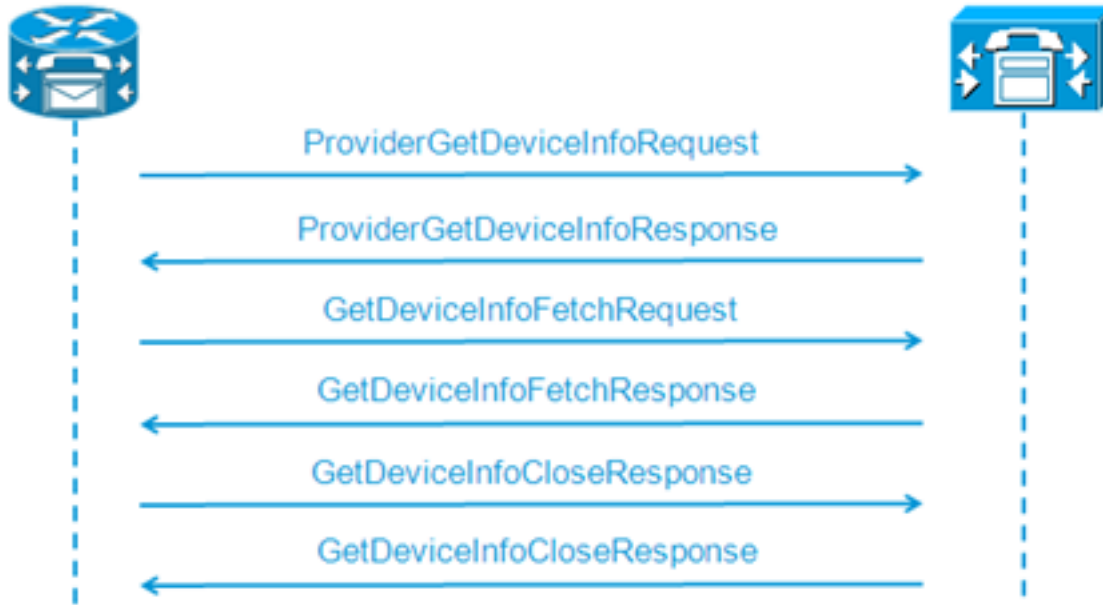 ProviderGetDeviceInfoRequest
ProviderGetDeviceInfoResponse
GetDeviceInfoFetchRequest
GetDeviceInfoFetchResponse
GetDeviceInfoCloseResponse
GetDeviceInfoCloseResponse